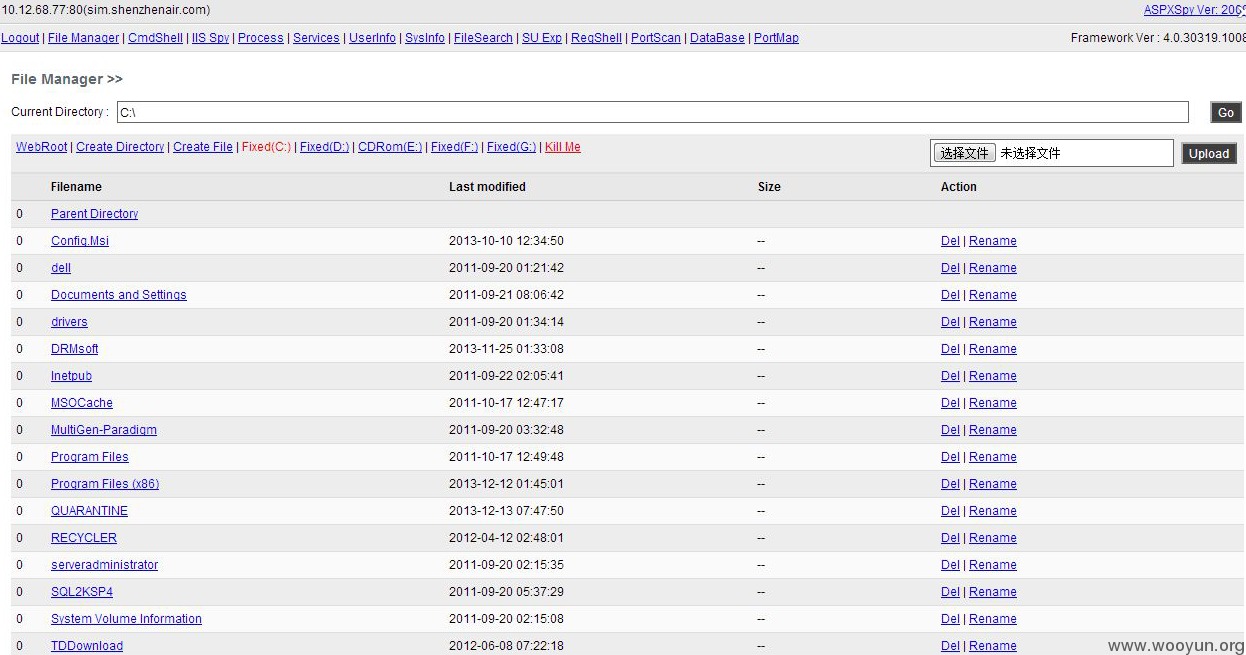 10.12.68.77:80(sim.shenzhenair.com) ASPXSpy Ver: 2009
Logout | File Manager | CmdShell | IIS Spy | Process | Services | UserInfo | SysInfo | FileSearch | SU Exp | RegShell | PortScan | DataBase | PortMap Framework Ver : 4.0.30319.1008
File Manager >>
Current Directory : C:\ Go
WebRoot | Create Directory | Create File | Fixed(C:) | Fixed(D:) | CDRom(E:) | Fixed(F:) | Fixed(G:) | Kill Me 选择文件 未选择文件 Upload
Filename Last modified Size Action
0 Parent Directory
0 Config.Msi 2013-10-10 12:34:50 -- Del | Rename
0 dell 2011-09-20 01:21:42 -- Del | Rename
0 Documents and Settings 2011-09-21 08:06:42 -- Del | Rename
0 drivers 2011-09-20 01:34:14 -- Del | Rename
0 DRMsoft 2013-11-25 01:33:08 -- Del | Rename
0 Inetpub 2011-09-22 02:05:41 -- Del | Rename
0 MSOCache 2011-10-17 12:47:17 -- Del | Rename
0 MultiGen-Paradigm 2011-09-20 03:32:48 -- Del | Rename
0 Program Files 2011-10-17 12:49:48 -- Del | Rename
0 Program Files (x86) 2013-12-12 01:45:01 -- Del | Rename
0 QUARANTINE 2013-12-13 07:47:50 -- Del | Rename
0 RECYCLER 2012-04-12 02:48:01 -- Del | Rename
0 serveradministrator 2011-09-20 02:15:35 -- Del | Rename
0 SQL2KSP4 2011-09-20 05:37:29 -- Del | Rename
0 System Volume Information 2011-09-20 02:15:08 -- Del | Rename
0 TDDownload 2012-06-08 07:22:18 -- Del | Rename
www.wooyun.org